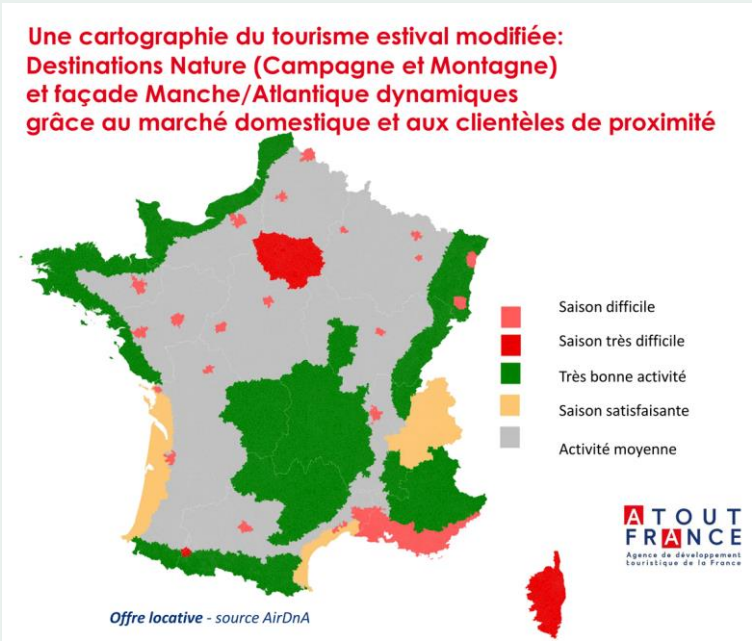 Une cartographie du tourisme estival modifiée:
Destinations Nature (Campagne et Montagne)
et façade Manche/Atlantique dynamiques
grâce au marché domestique et aux clientèles de proximité
Saison difficile
Saison très difficile
Très bonne activité
Saison satisfaisante
Activité moyenne
ATOUT
FRANCE
Agence de développement
touristique de la France
Offre locative - source AirDnA